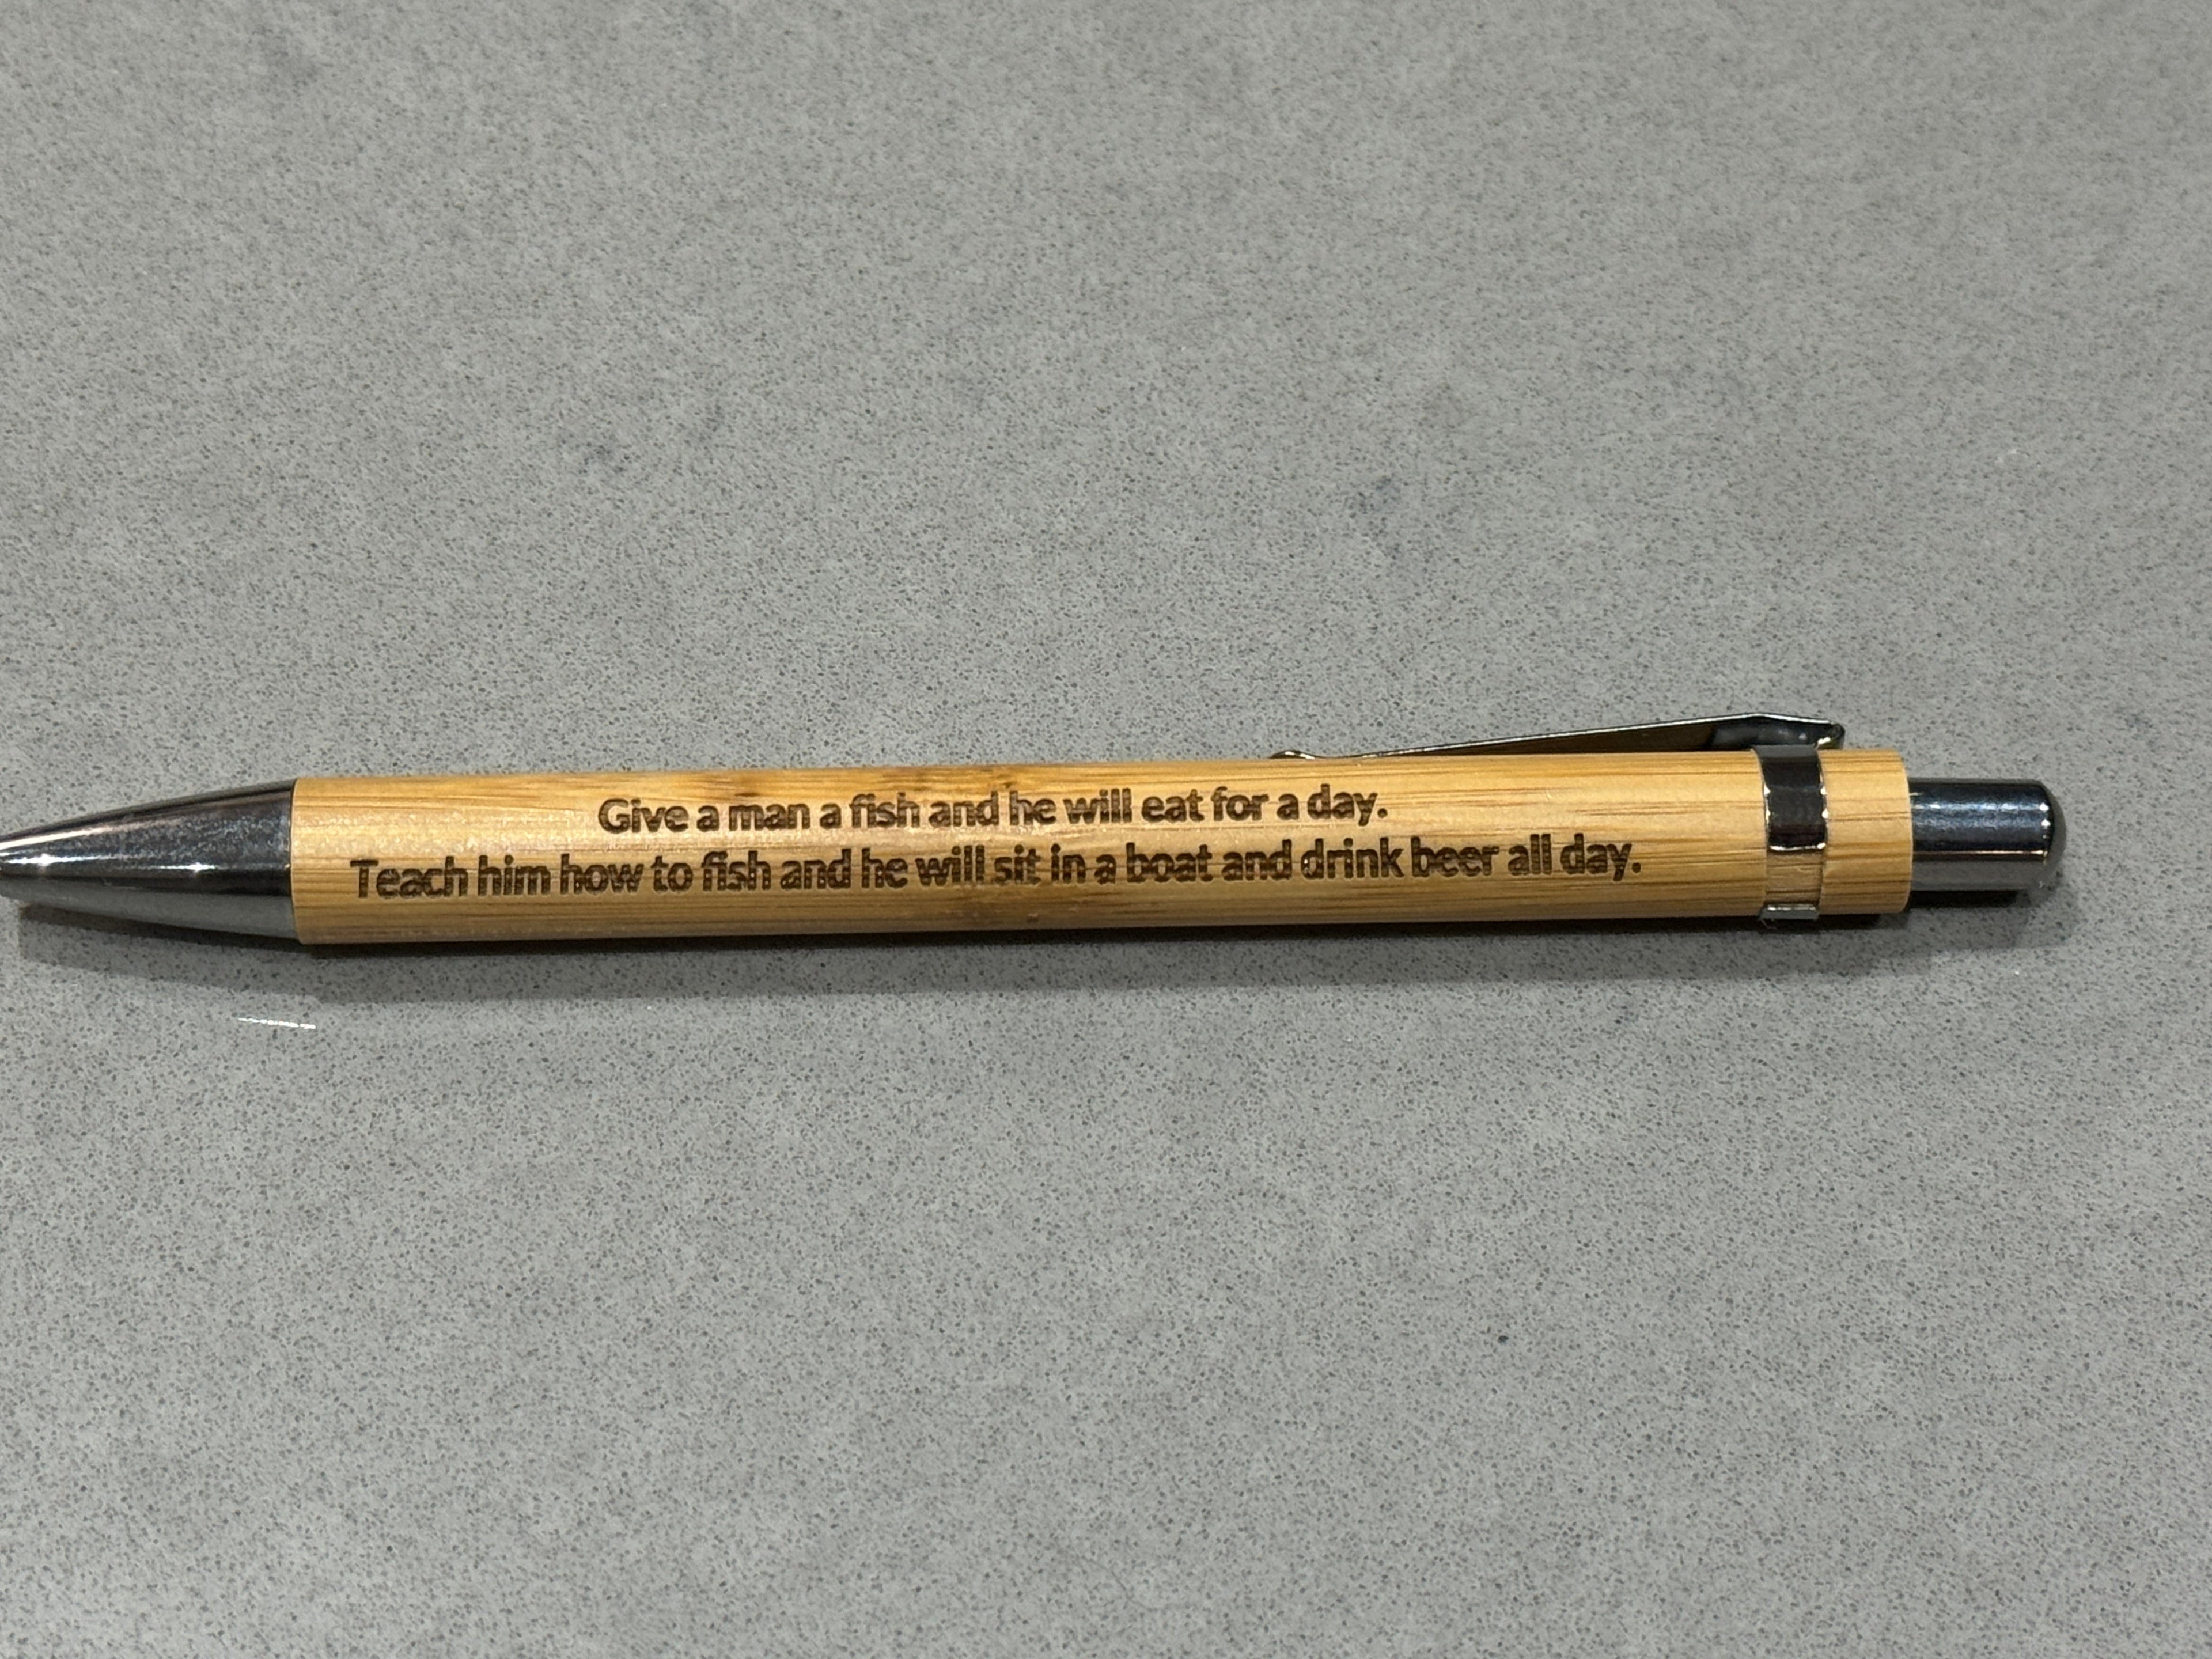 Give a man a fish and he will eat for a day.
Teach him how to fish and he will sit in a boat and drink beer all day.